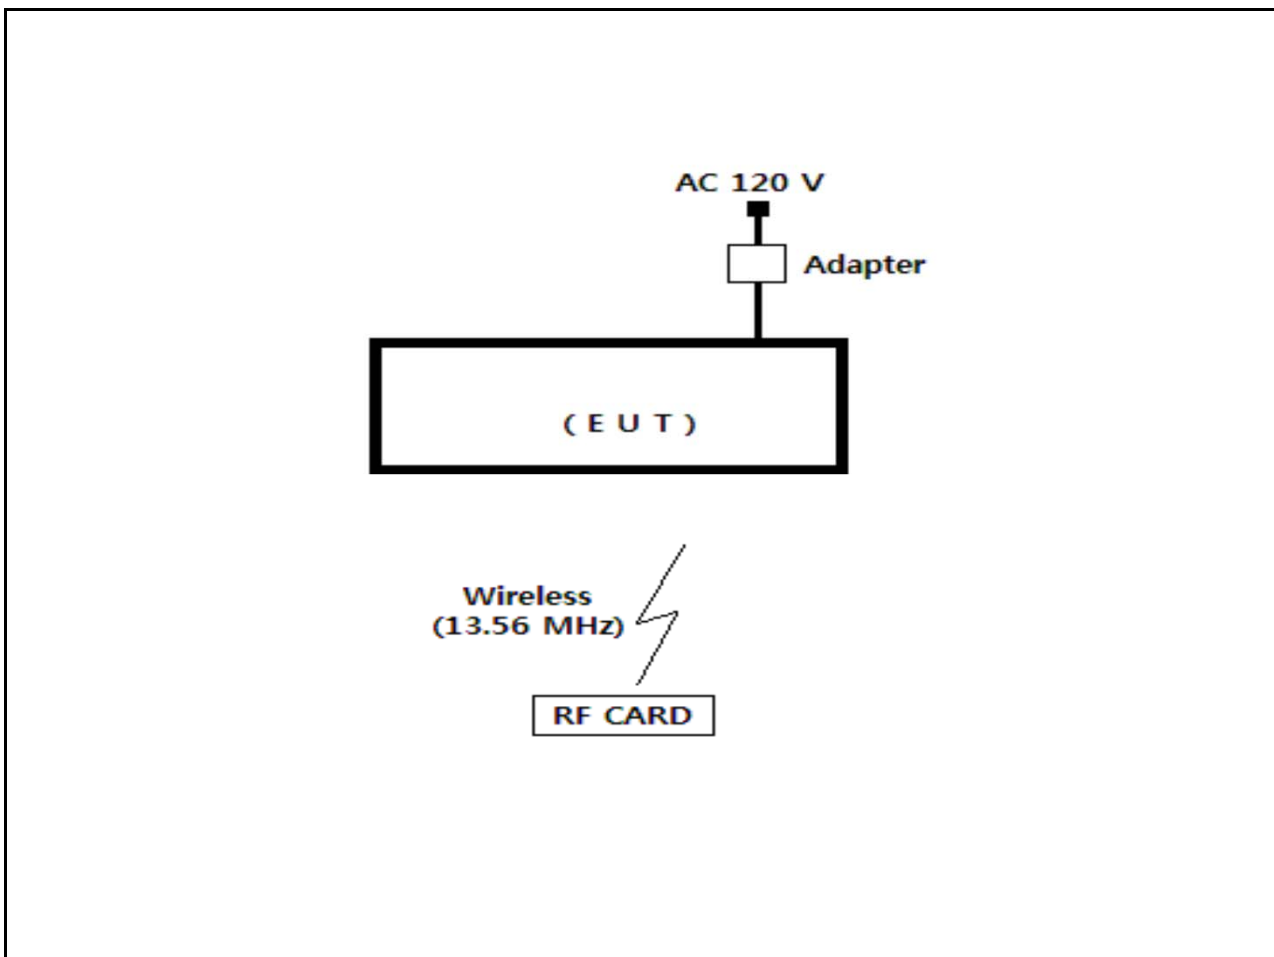 AC 120 V
Adapter
( E U T )
Wireless
(13.56 MHz)
RF CARD